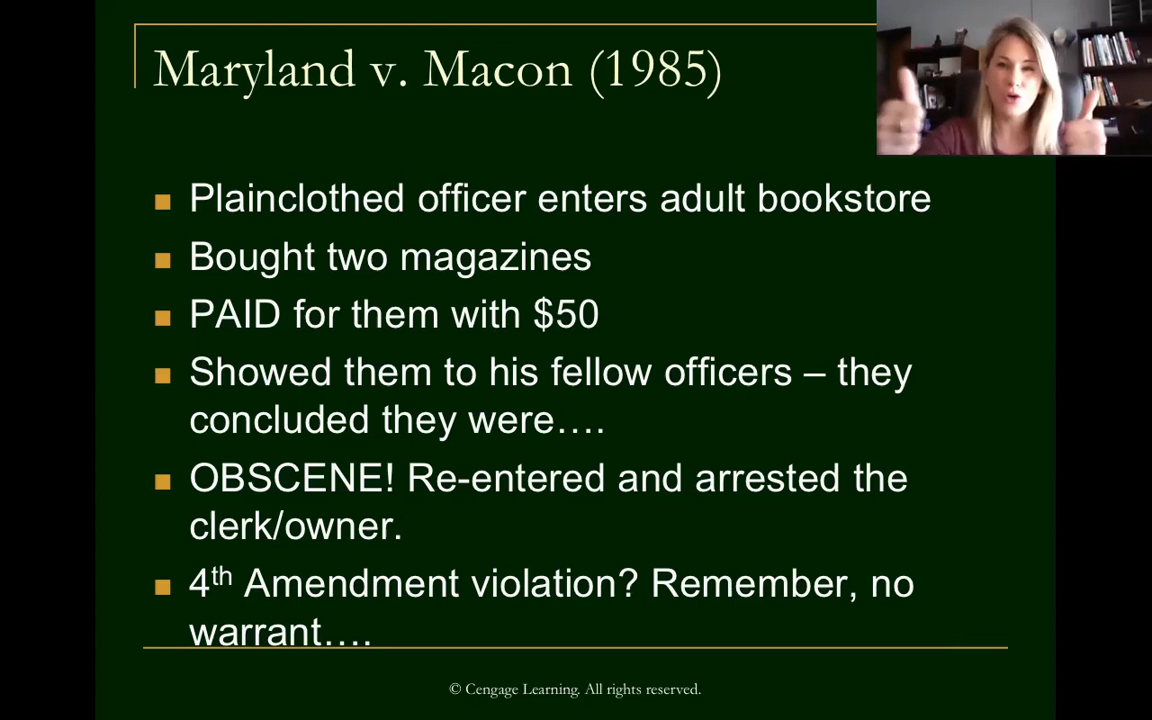 Maryland v. Macon (1985)
Plainclothed officer enters adult bookstore
Bought two magazines
PAID for them with $50
Showed them to his fellow officers – they
concluded they were….
OBSCENE! Re-entered and arrested the
clerk/owner.
4th Amendment violation? Remember, no
warrant….
© Cengage Learning. All rights reserved.